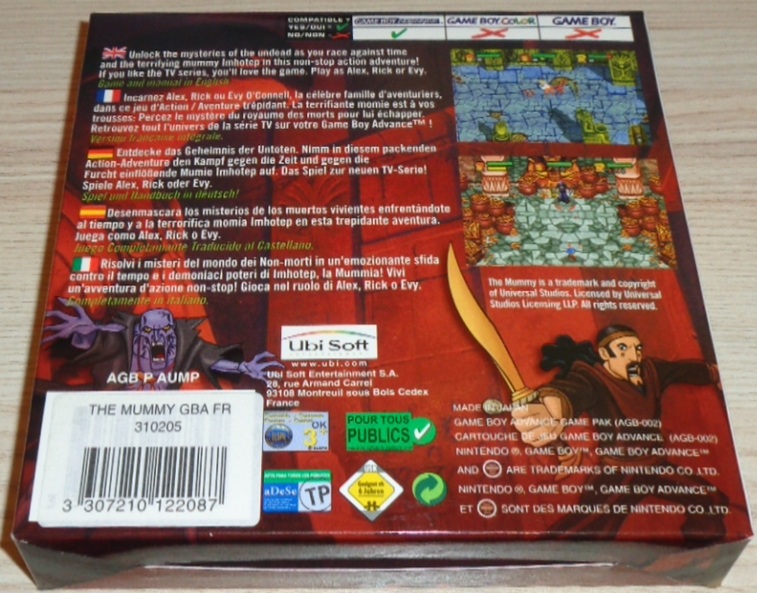 COMPATIBLE
YES/OUI
NO/NON
GAME BOY ADVANCE
GAME BOY COLOR
GAME BOY
Unlock the mysteries of the undead as you race against time
and the terrifying mummy Imhotep in this non-stop action adventure!
If you like the TV series, you'll love the game. Play as Alex, Rick or Evy.
Game and manual in English
Incarnez Alex, Rick ou Evy O'Connell, la célèbre famille d'aventuriers,
dans ce jeu d'Action / Aventure trépidant. La terrifiante momie est à vos
trousses: Percez le mystère du royaume des morts pour lui échapper.
Retrouvez tout l'univers de la série TV sur votre Game Boy Advance™ !
Version française intégrale.
Entdecke das Geheimnis der Untoten. Nimm in diesem packenden
Action-Adventure den Kampf gegen die Zeit und gegen die
Furcht einflößende Mumie Imhotep auf. Das Spiel zur neuen TV-Serie!
Spiele Alex, Rick oder Evy.
Spiel und Handbuch in deutsch!
Desenmascara los misterios de los muertos vivientes enfrentándote
al tiempo y a la terrorífica momia Imhotep en esta trepidante aventura.
Juega como Alex, Rick o Evy.
Juego Completamente Traducido al Castellano.
Risolvi i misteri del mondo dei Non-morti in un'emozionante sfida
contro il tempo e i demoniaci poteri di Imhotep, la Mummia! Vivi
un'avventura d'azione non-stop! Gioca nel ruolo di Alex, Rick o Evy.
Completamente in italiano.
The Mummy is a trademark and copyright
of Universal Studios. Licensed by Universal
Studios Licensing LLP. All rights reserved.
Ubi Soft
www.ubi.com
Ubi Soft Entertainment S.A.
28, rue Armand Carrel
93108 Montreuil sous Bois Cedex
France
AGB P AUMP
THE MUMMY GBA FR
310205
3 307210 122087
OK
3
POUR TOUS
PUBLICS
aDeSe
TP
MADE IN JAPAN
GAME BOY ADVANCE GAME PAK (AGB-002)
CARTOUCHE DE JEU GAME BOY ADVANCE (AGB-002)
NINTENDO ®, GAME BOY™, GAME BOY ADVANCE™
AND ARE TRADEMARKS OF NINTENDO CO.,LTD.
NINTENDO ®, GAME BOY™, GAME BOY ADVANCE™
ET SONT DES MARQUES DE NINTENDO CO.,LTD.